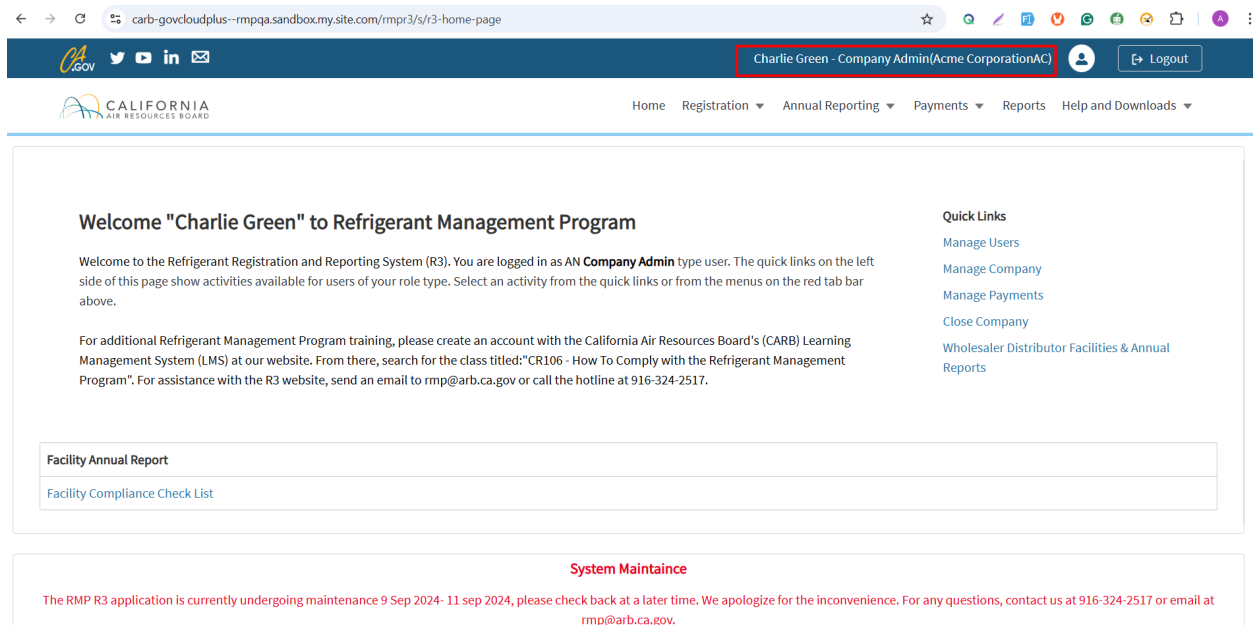 carb-govcloudplus--rmpqa.sandbox.my.site.com/rmpr3/s/r3-home-page
CA.GOV
Charlie Green - Company Admin(Acme CorporationAC)
Logout
CALIFORNIA
AIR RESOURCES BOARD
Home Registration Annual Reporting Payments Reports Help and Downloads
Welcome "Charlie Green" to Refrigerant Management Program
Welcome to the Refrigerant Registration and Reporting System (R3). You are logged in as AN Company Admin type user. The quick links on the left
side of this page show activities available for users of your role type. Select an activity from the quick links or from the menus on the red tab bar
above.
For additional Refrigerant Management Program training, please create an account with the California Air Resources Board's (CARB) Learning
Management System (LMS) at our website. From there, search for the class titled:"CR106 - How To Comply with the Refrigerant Management
Program". For assistance with the R3 website, send an email to rmp@arb.ca.gov or call the hotline at 916-324-2517.
Quick Links
Manage Users
Manage Company
Manage Payments
Close Company
Wholesaler Distributor Facilities & Annual
Reports
Facility Annual Report
Facility Compliance Check List
System Maintaince
The RMP R3 application is currently undergoing maintenance 9 Sep 2024- 11 sep 2024, please check back at a later time. We apologize for the inconvenience. For any questions, contact us at 916-324-2517 or email at
rmp@arb.ca.gov.